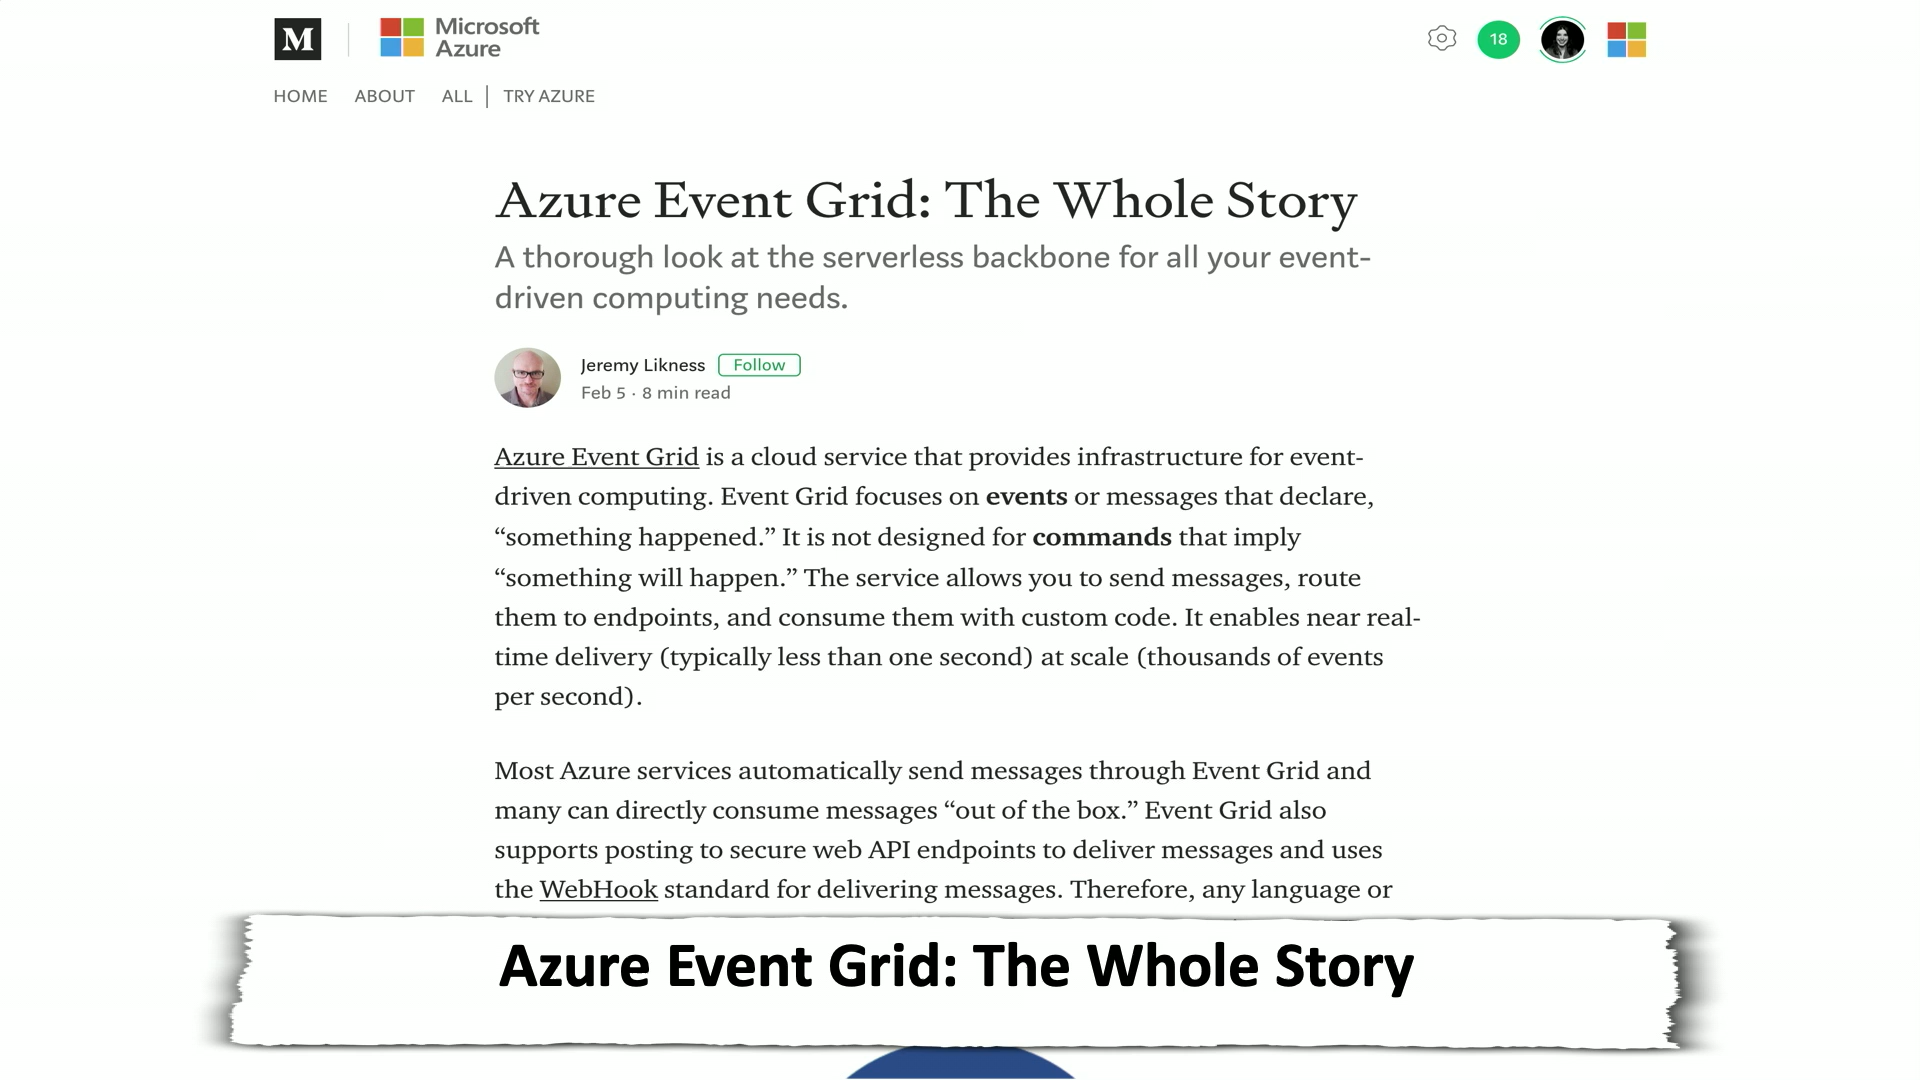 M
Microsoft
Azure
18
HOME ABOUT ALL | TRY AZURE
Azure Event Grid: The Whole Story
A thorough look at the serverless backbone for all your event-
driven computing needs.
Jeremy Likness Follow
Feb 5 · 8 min read
Azure Event Grid is a cloud service that provides infrastructure for event-
driven computing. Event Grid focuses on events or messages that declare,
“something happened.” It is not designed for commands that imply
“something will happen.” The service allows you to send messages, route
them to endpoints, and consume them with custom code. It enables near real-
time delivery (typically less than one second) at scale (thousands of events
per second).
Most Azure services automatically send messages through Event Grid and
many can directly consume messages “out of the box.” Event Grid also
supports posting to secure web API endpoints to deliver messages and uses
the WebHook standard for delivering messages. Therefore, any language or
Azure Event Grid: The Whole Story